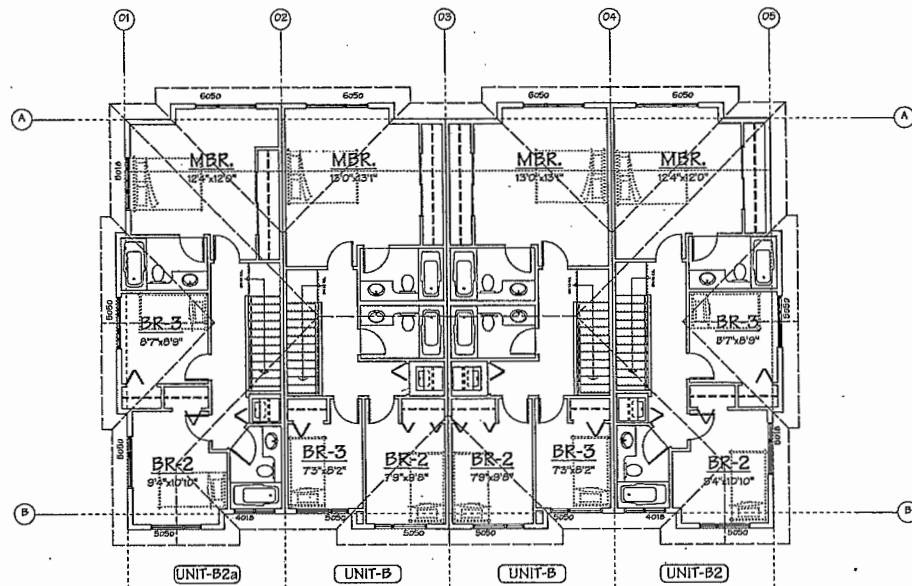 01 02 03 04 05
6050 6050 6050 6050
A A
MBR. MBR. MBR. MBR.
12'4"x12'0" 13'0"x13'1" 13'0"x13'1" 12'4"x12'0"
5018
5050 BR-3 BR-3 5050
8'7"x8'9" 8'7"x8'9"
5050 5018
BR-2 BR-3 BR-2 BR-2 BR-3 BR-2
9'4"x10'10" 7'3"x8'2" 7'9"x9'8" 7'9"x9'8" 7'3"x8'2" 9'4"x10'10"
B 4018 5050 5050 4018 B
5050 5050 5050 5050
UNIT-B2a UNIT-B UNIT-B UNIT-B2